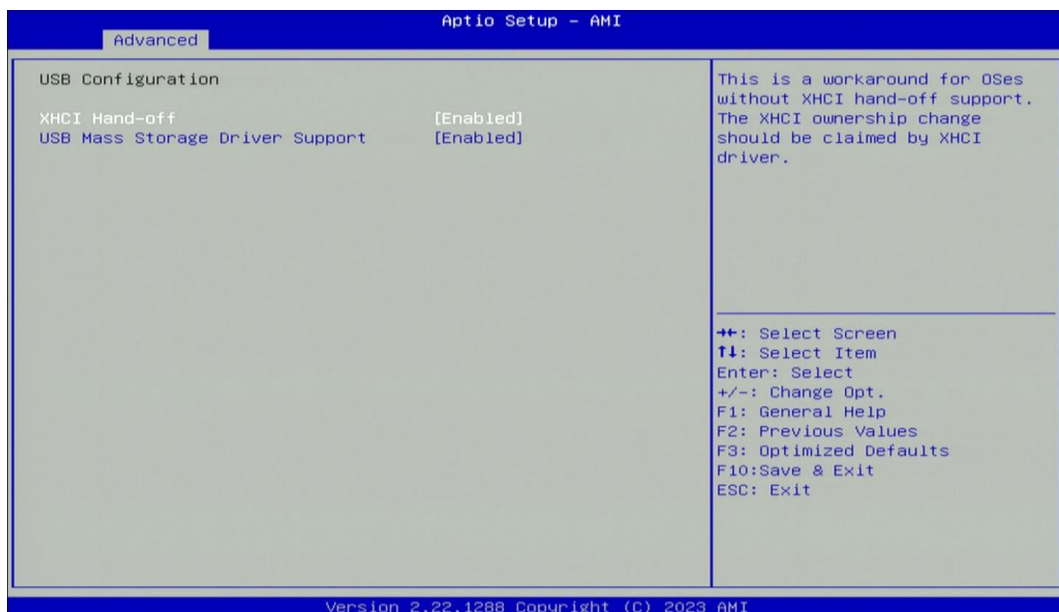 Aptio Setup – AMI
Advanced
USB Configuration
XHCI Hand-off [Enabled]
USB Mass Storage Driver Support [Enabled]
This is a workaround for OSes
without XHCI hand-off support.
The XHCI ownership change
should be claimed by XHCI
driver.
→←: Select Screen
↑↓: Select Item
Enter: Select
+/-: Change Opt.
F1: General Help
F2: Previous Values
F3: Optimized Defaults
F10:Save & Exit
ESC: Exit
Version 2.22.1288 Copyright (C) 2023 AMI